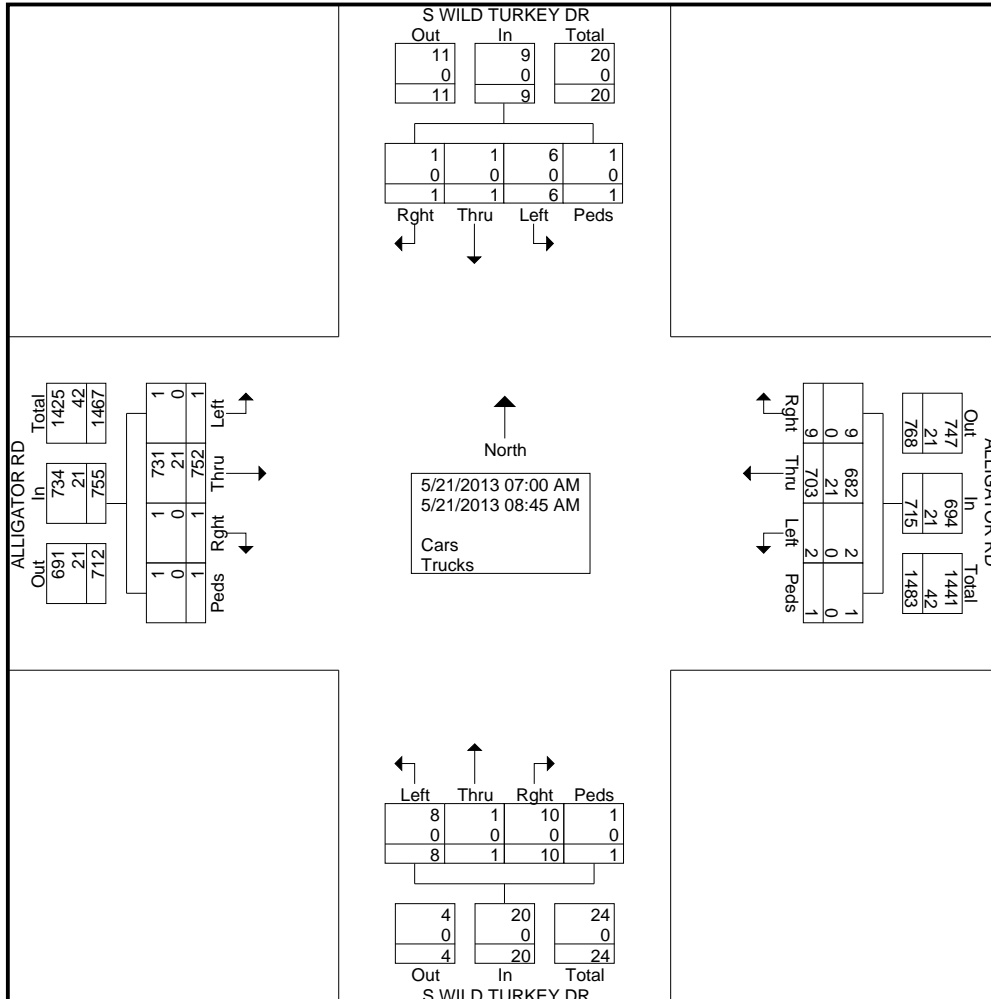 S WILD TURKEY DR
Out In Total
11 9 20
0 0 0
11 9 20
1 1 6 1
0 0 0 0
1 1 6 1
Rght Thru Left Peds
ALLIGATOR RD
Total In Out
1425 734 691
42 21 21
1467 755 712
1 731 1 1
0 21 0 0
1 752 1 1
Left Thru Rght Peds
North
5/21/2013 07:00 AM
5/21/2013 08:45 AM
Cars
Trucks
Rght Thru Left Peds
9 703 2 1
0 21 0 0
9 682 2 1
768 715 1483
21 21 42
747 694 1441
Out In Total
ALLIGATOR RD
Left Thru Rght Peds
8 1 10 1
0 0 0 0
8 1 10 1
4 20 24
0 0 0
4 20 24
Out In Total
S WILD TURKEY DR